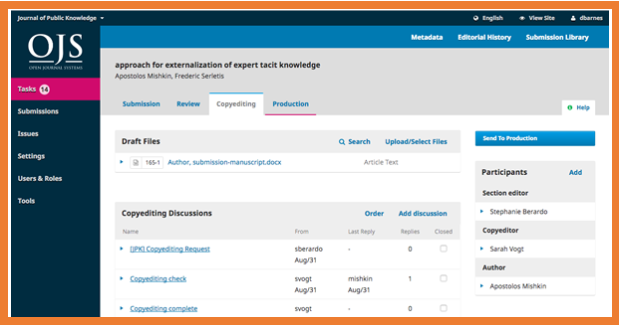 Journal of Public Knowledge
English View Site dbarnes
OJS
OPEN JOURNAL SYSTEMS
Metadata Editorial History Submission Library
approach for externalization of expert tacit knowledge
Apostolos Mishkin, Frederic Serletis
Tasks 14
Submissions
Issues
Settings
Users & Roles
Tools
Submission Review Copyediting Production
Help
Draft Files Search Upload/Select Files
165-1 Author, submission-manuscript.docx Article Text
Copyediting Discussions Order Add discussion
Name From Last Reply Replies Closed
[JPK] Copyediting Request sberardo - 0
Aug/31
Copyediting check svogt mishkin 1
Aug/31 Aug/31
Copyediting complete svogt - 0
Send To Production
Participants Add
Section editor
Stephanie Berardo
Copyeditor
Sarah Vogt
Author
Apostolos Mishkin